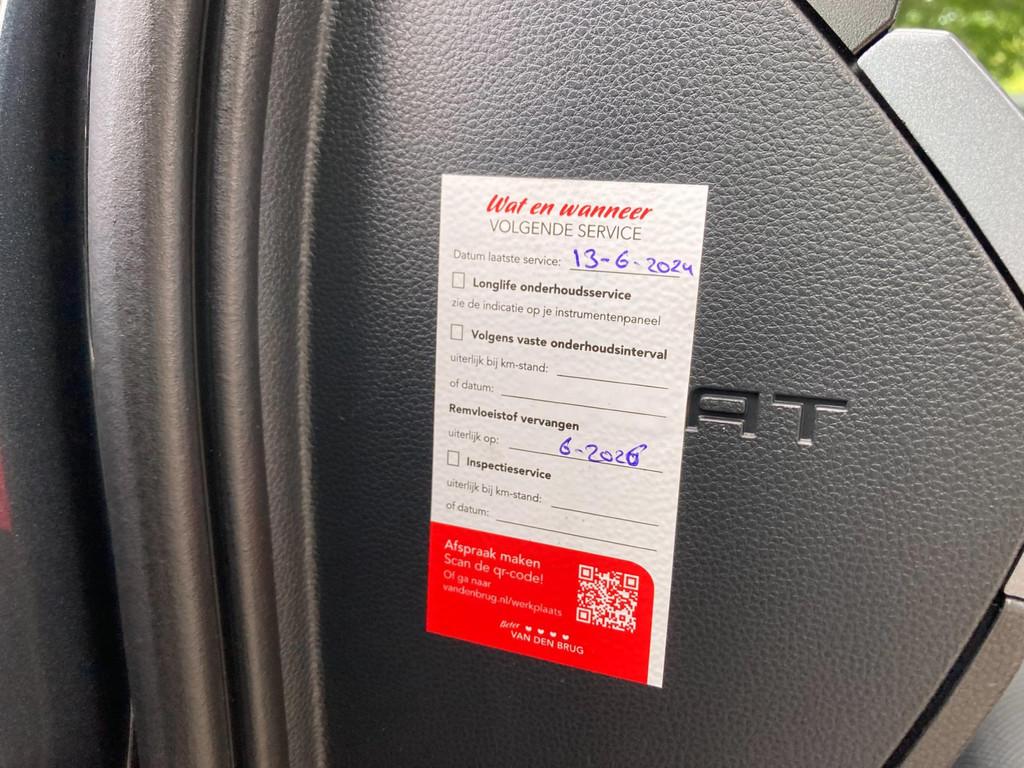 Wat en wanneer
VOLGENDE SERVICE
Datum laatste service: 13-6-2024
Longlife onderhoudsservice
zie de indicatie op je instrumentenpaneel
Volgens vaste onderhoudsinterval
uiterlijk bij km-stand:
of datum:
Remvloeistof vervangen
uiterlijk op: 6-2026
Inspectieservice
uiterlijk bij km-stand:
of datum:
Afspraak maken
Scan de qr-code!
Of ga naar
vandenbrug.nl/werkplaats
Beter
VAN DEN BRUG
AT